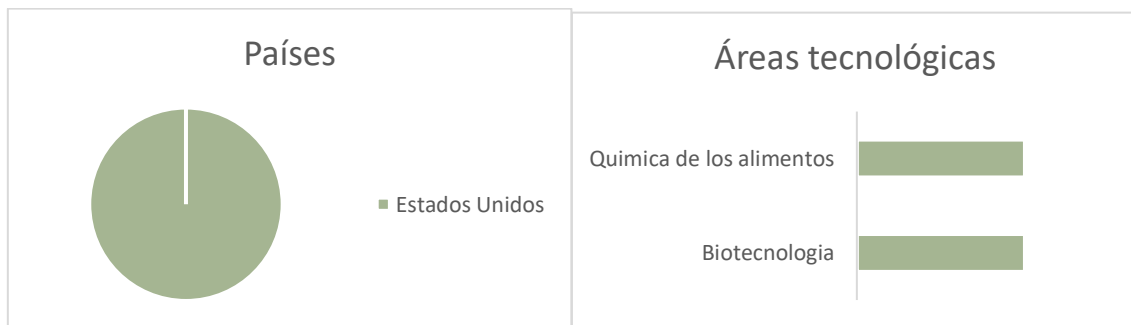 Países
Estados Unidos
Áreas tecnológicas
Quimica de los alimentos
Biotecnologia